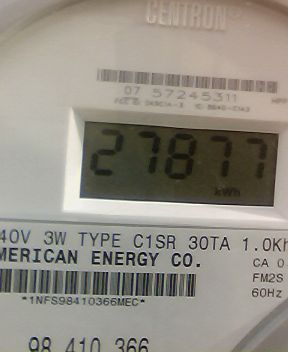 CENTRON®
07 57245311
27877
kWh
40V 3W TYPE C1SR 30TA 1.0Kh
MERICAN ENERGY CO.
CA 0
FM2S
60Hz
*1NFS98410366MEC*
98 410 366